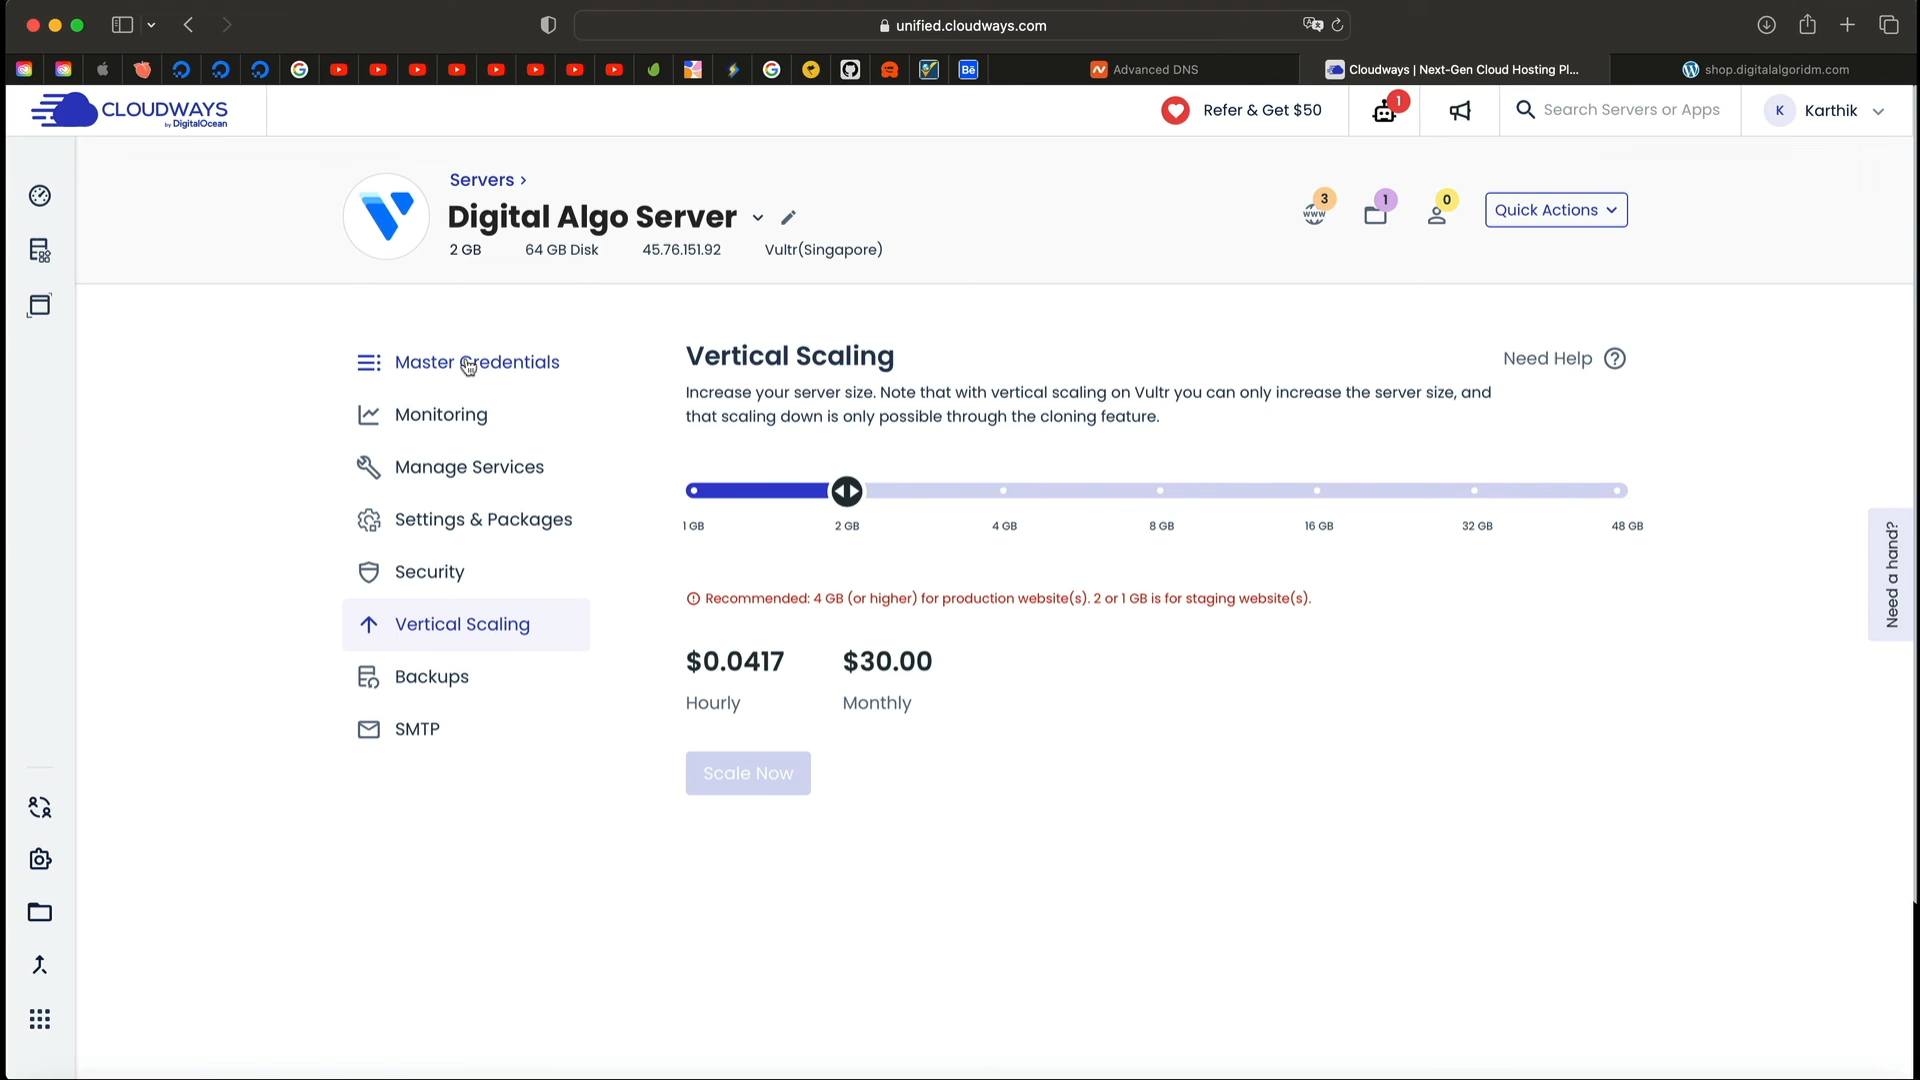 unified.cloudways.com
Bē
Advanced DNS
Cloudways | Next-Gen Cloud Hosting Pl...
shop.digitalalgoridm.com
CLOUDWAYS
by DigitalOcean
Refer & Get $50
1
Search Servers or Apps
K
Karthik
Servers >
Digital Algo Server
2 GB
64 GB Disk
45.76.151.92
Vultr(Singapore)
www
3
1
0
Quick Actions
Master Credentials
Monitoring
Manage Services
Settings & Packages
Security
Vertical Scaling
Backups
SMTP
Vertical Scaling
Need Help
Increase your server size. Note that with vertical scaling on Vultr you can only increase the server size, and
that scaling down is only possible through the cloning feature.
1 GB
2 GB
4 GB
8 GB
16 GB
32 GB
48 GB
Recommended: 4 GB (or higher) for production website(s). 2 or 1 GB is for staging website(s).
$0.0417
$30.00
Hourly
Monthly
Scale Now
Need a hand?